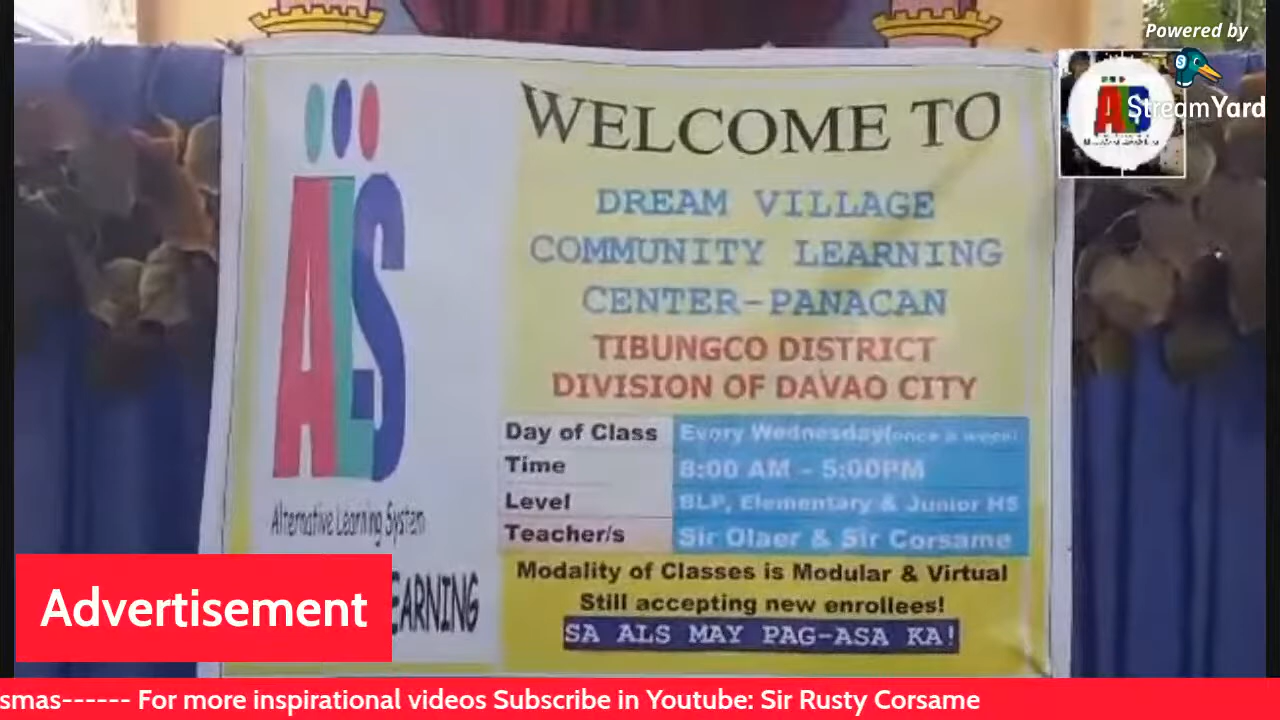 Powered by
StreamYard
ALS
WELCOME TO
DREAM VILLAGE
COMMUNITY LEARNING
CENTER-PANACAN
TIBUNGCO DISTRICT
DIVISION OF DAVAO CITY
Day of Class Every Wednesday(once a week)
Time 8:00 AM - 5:00PM
Level BLP, Elementary & Junior HS
Teacher/s Sir Olaer & Sir Corsame
Modality of Classes is Modular & Virtual
Still accepting new enrollees!
SA ALS MAY PAG-ASA KA!
ALS
Alternative Learning System
EARNING
Advertisement
smas------ For more inspirational videos Subscribe in Youtube: Sir Rusty Corsame